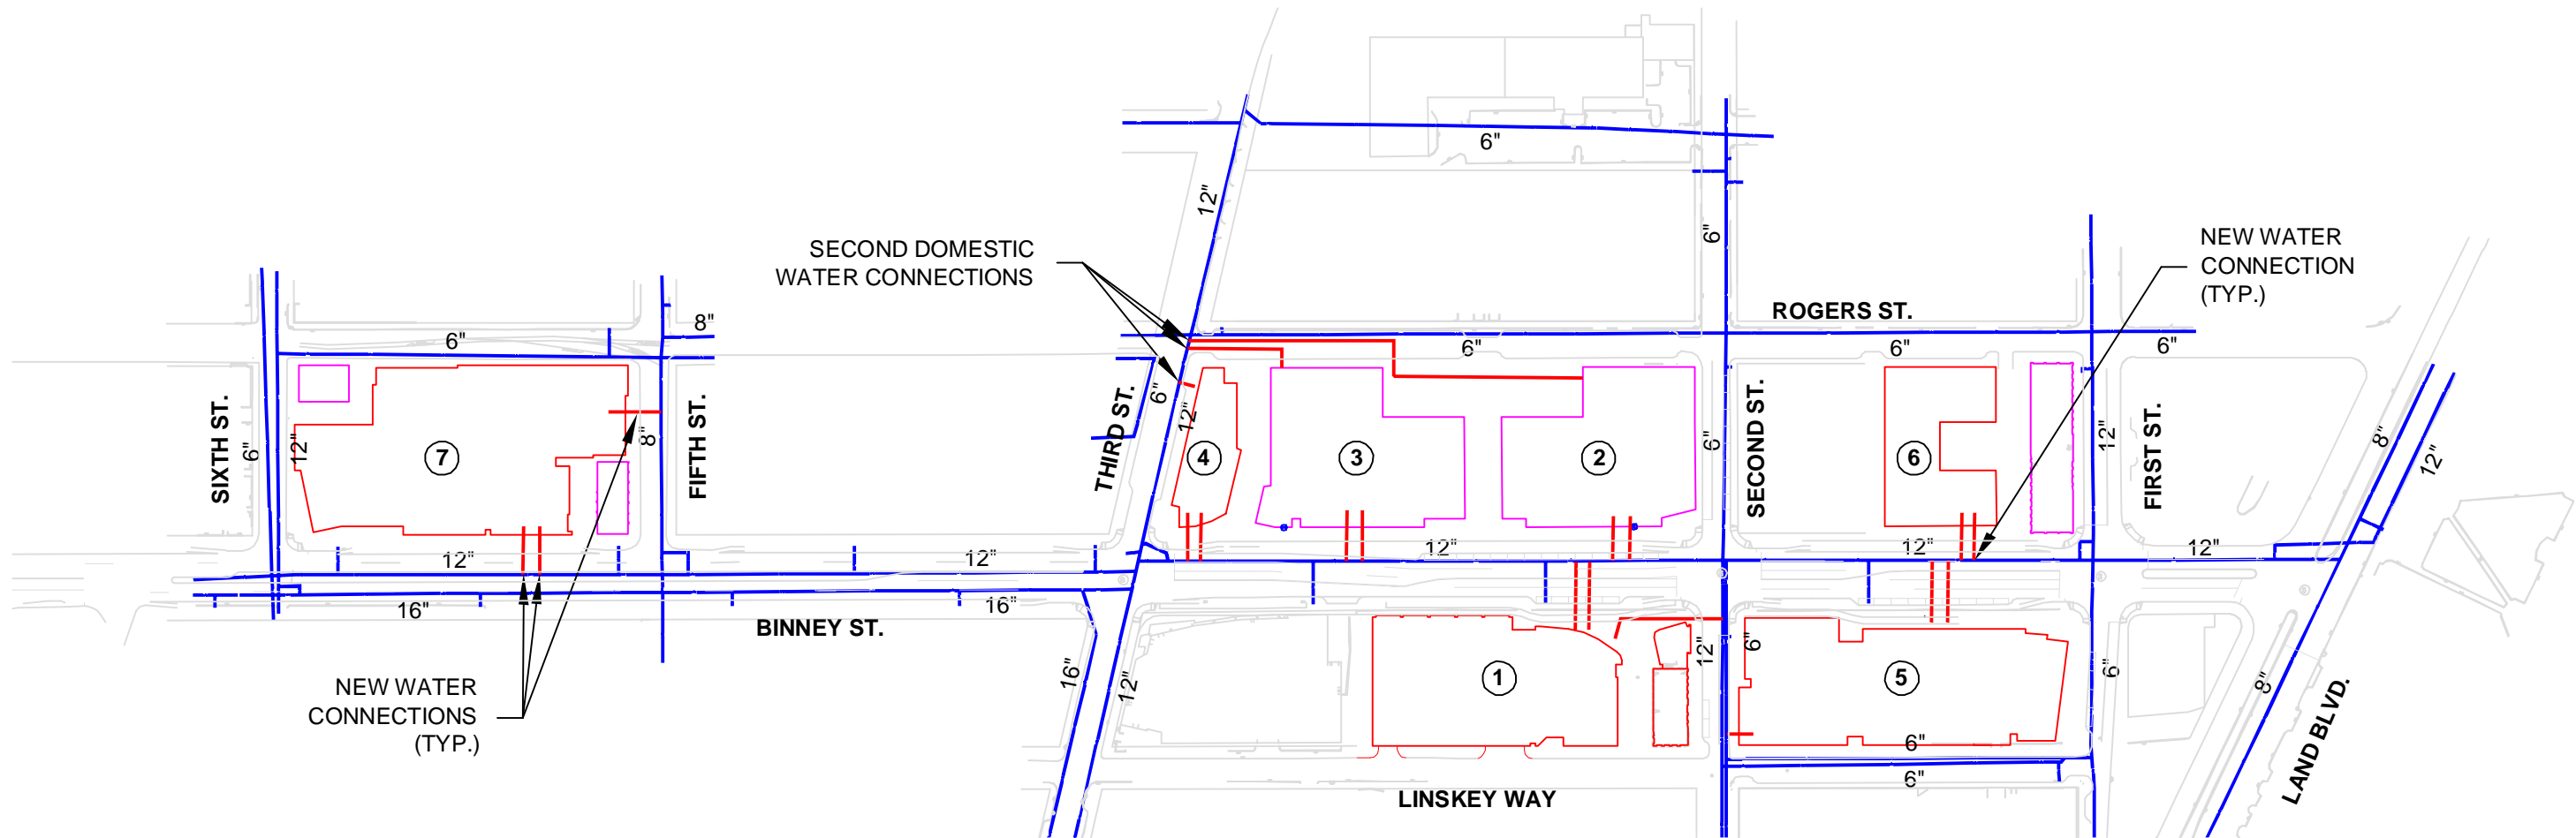 6"
12"
SECOND DOMESTIC
WATER CONNECTIONS
6"
NEW WATER
CONNECTION
(TYP.)
ROGERS ST.
8"
6"
6"
6"
6"
SIXTH ST.
6"
12"
7
8"
FIFTH ST.
THIRD ST.
6"
12"
4
3
2
6"
SECOND ST.
6
12"
FIRST ST.
8"
12"
12"
12"
12"
12"
12"
16"
16"
BINNEY ST.
NEW WATER
CONNECTIONS
(TYP.)
16"
12"
1
12"
6"
5
6"
8"
LAND BLVD.
6"
6"
LINSKEY WAY